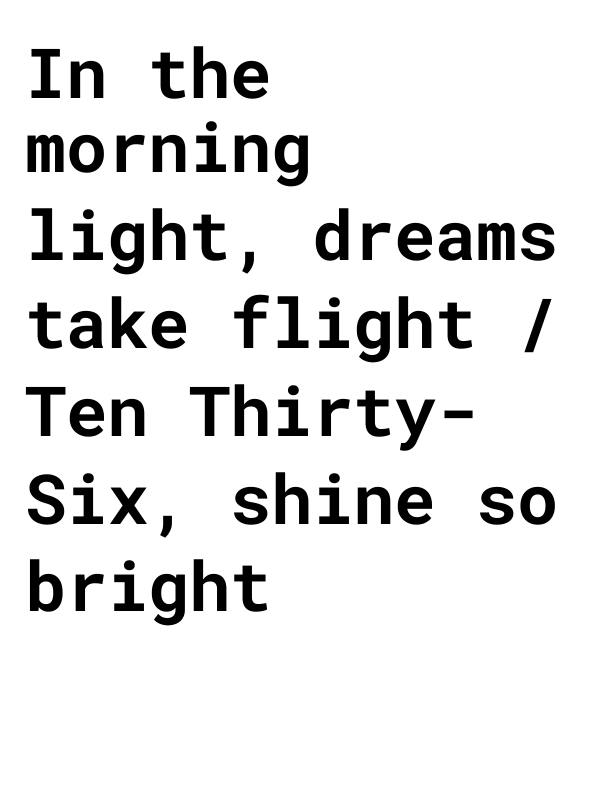 In the
morning
light, dreams
take flight /
Ten Thirty-
Six, shine so
bright